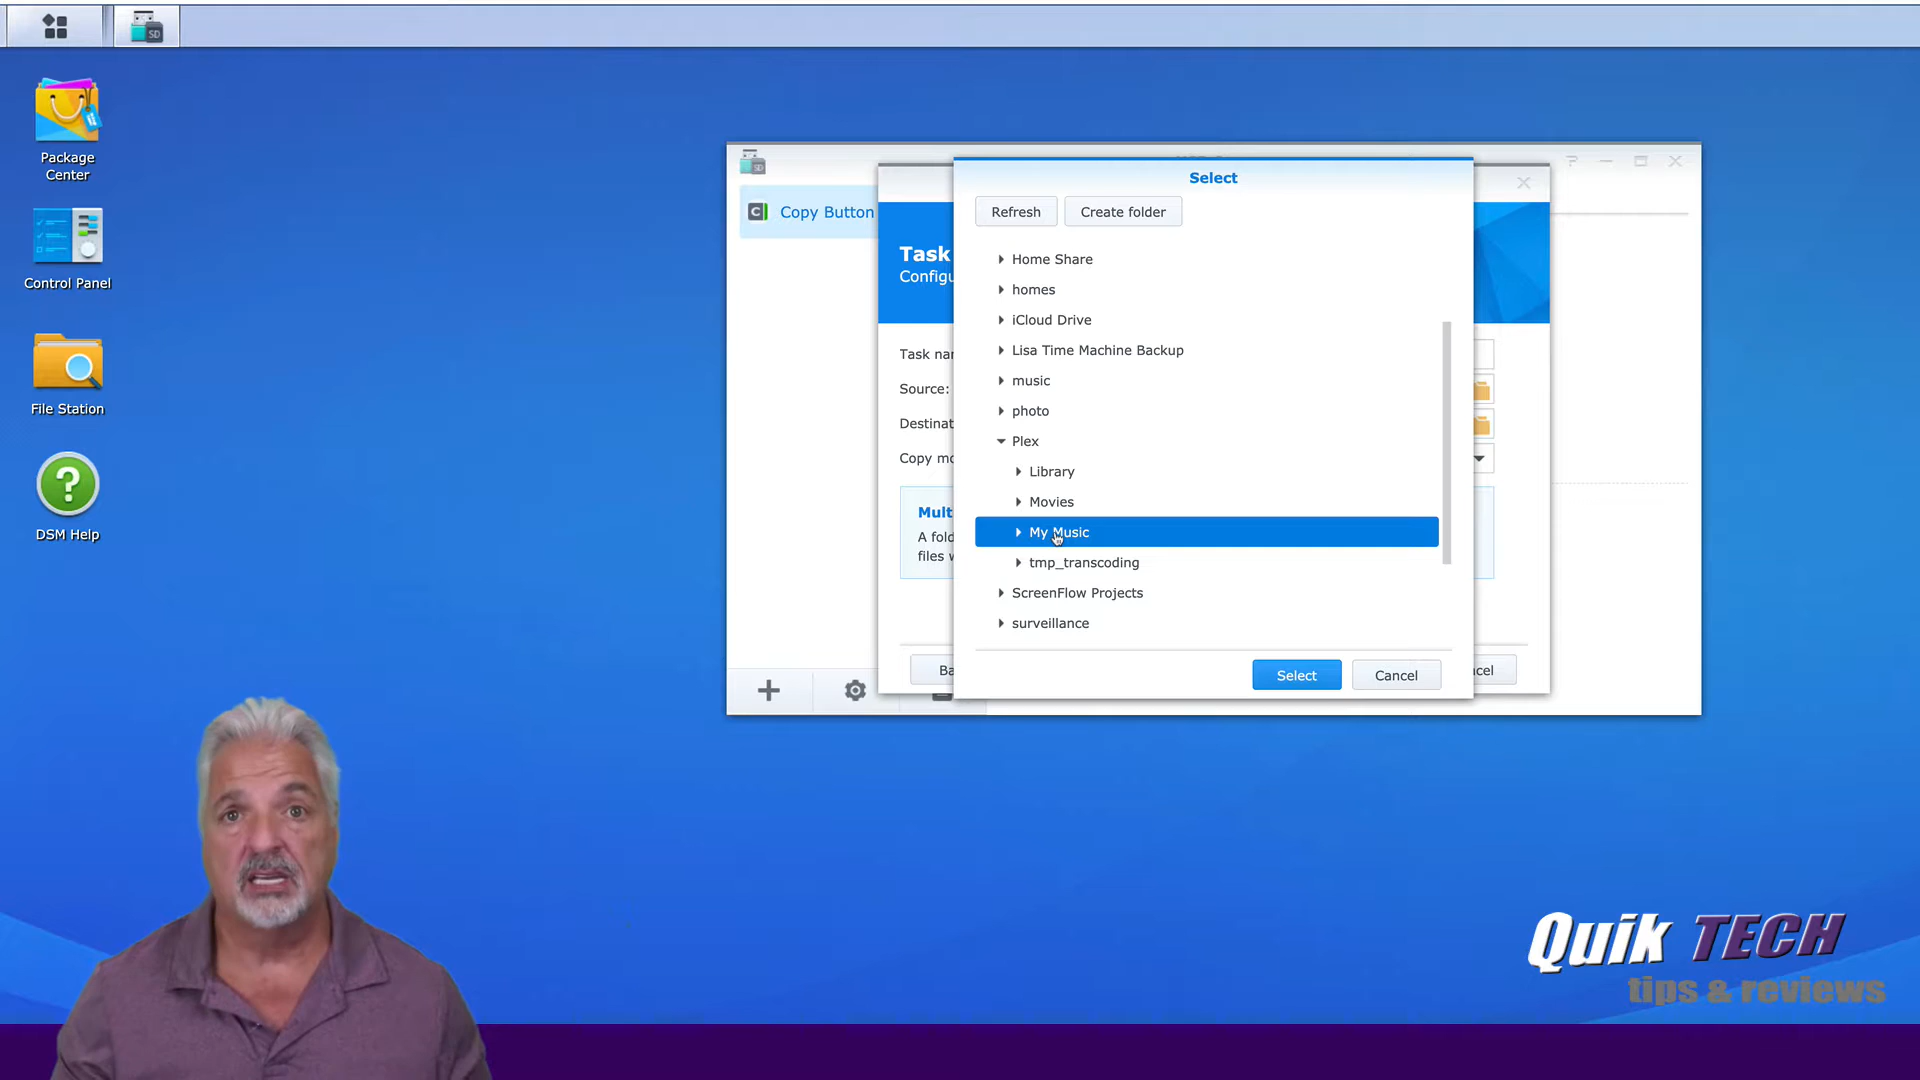 SD
Package
Center
Control Panel
File Station
?
DSM Help
Copy Button
Task
Configu
Task nan
Source:
Destinat
Copy mo
Mult
A fold
files w
Ba
cel
Select
Refresh
Create folder
Home Share
homes
iCloud Drive
Lisa Time Machine Backup
music
photo
Plex
Library
Movies
My Music
tmp_transcoding
ScreenFlow Projects
surveillance
Select
Cancel
Quik TECH
tips & reviews